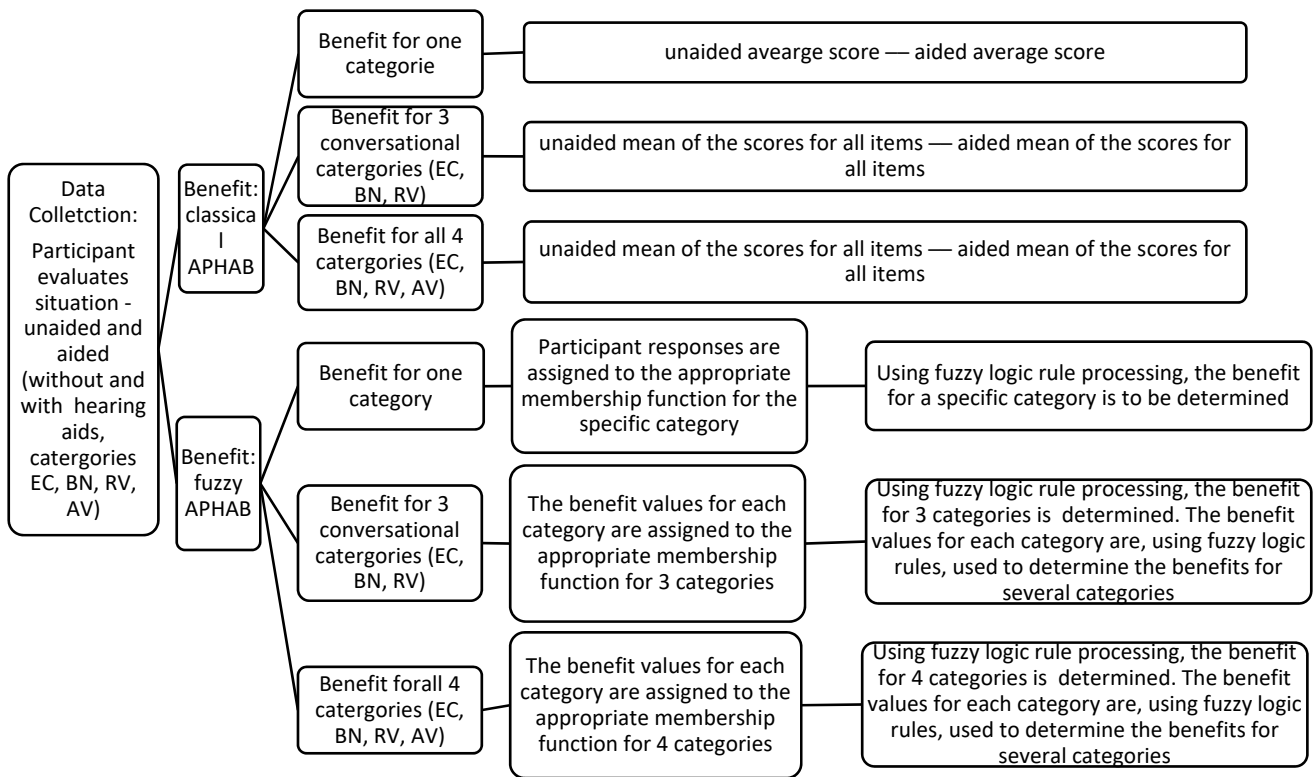 Data
Colletction:
Participant
evaluates
situation -
unaided and
aided
(without and
with hearing
aids,
catergories
EC, BN, RV,
AV)
Benefit:
classica
l
APHAB
Benefit for one
categorie
unaided avearge score — aided average score
Benefit for 3
conversational
catergories (EC,
BN, RV)
unaided mean of the scores for all items — aided mean of the scores for
all items
Benefit for all 4
catergories (EC,
BN, RV, AV)
unaided mean of the scores for all items — aided mean of the scores for
all items
Benefit:
fuzzy
APHAB
Benefit for one
category
Participant responses are
assigned to the appropriate
membership function for the
specific category
Using fuzzy logic rule processing, the benefit
for a specific category is to be determined
Benefit for 3
conversational
catergories (EC,
BN, RV)
The benefit values for each
category are assigned to the
appropriate membership
function for 3 categories
Using fuzzy logic rule processing, the benefit
for 3 categories is determined. The benefit
values for each category are, using fuzzy logic
rules, used to determine the benefits for
several categories
Benefit forall 4
catergories (EC,
BN, RV, AV)
The benefit values for each
category are assigned to the
appropriate membership
function for 4 categories
Using fuzzy logic rule processing, the benefit
for 4 categories is determined. The benefit
values for each category are, using fuzzy logic
rules, used to determine the benefits for
several categories